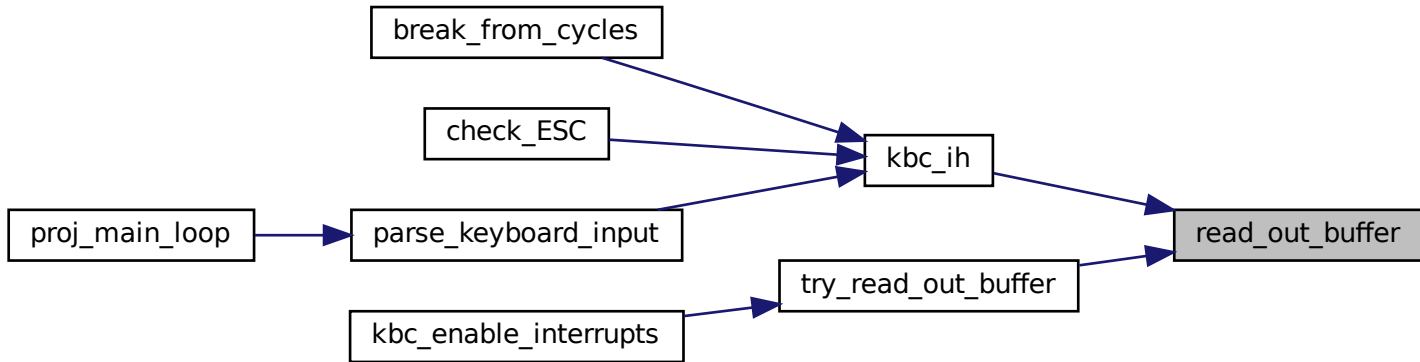 break_from_cycles
check_ESC
kbc_ih
proj_main_loop
parse_keyboard_input
read_out_buffer
try_read_out_buffer
kbc_enable_interrupts